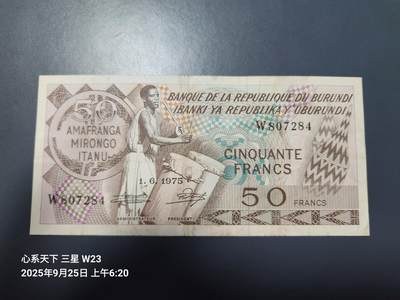 BANQUE DE LA REPUBLIQUE DU BURUNDI
IBANKI YA REPUBLIKA Y'UBURUNDI
50
AMAFRANGA
MIRONGO
ITANU
W807284
CINQUANTE
FRANCS
1.6.1975
W807284
50 FRANCS
ADMINISTRATEUR
PRESIDENT
心系天下 三星 W23
2025年9月25日 上午6:20